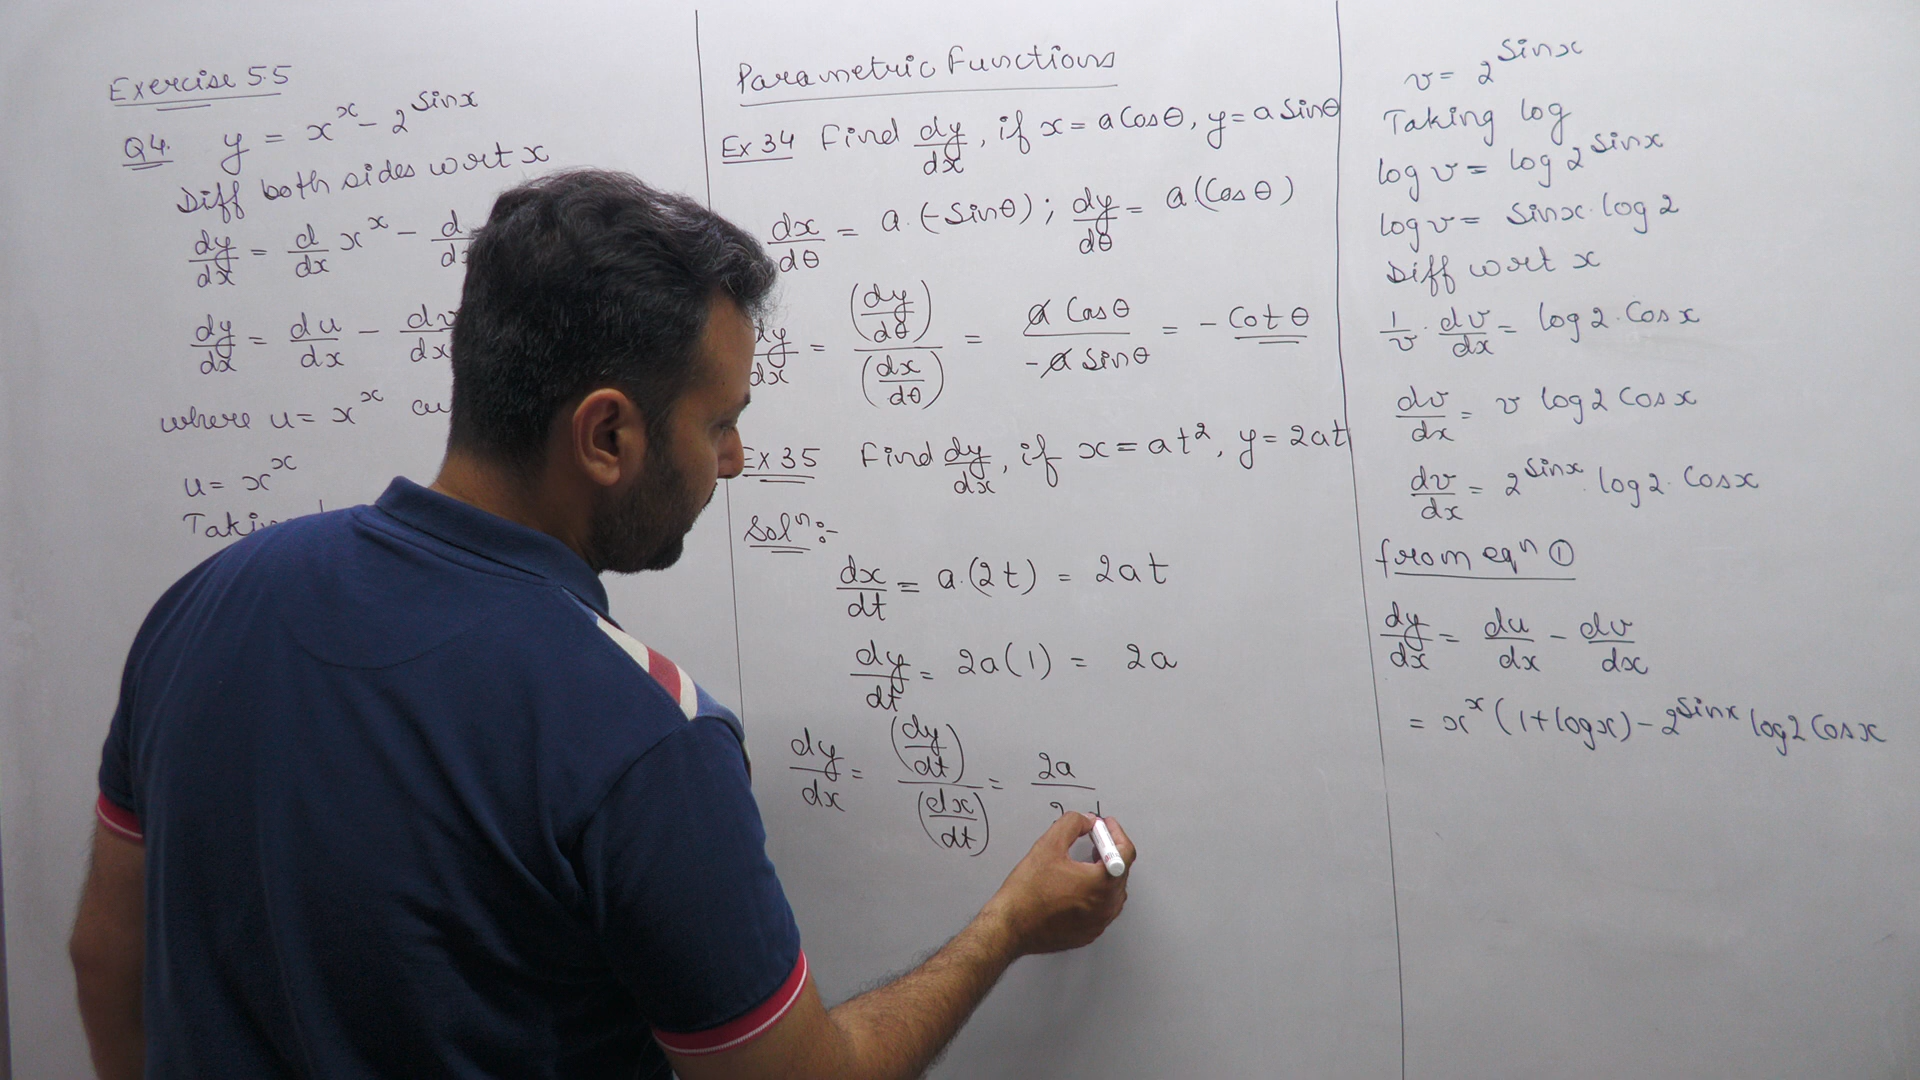 Exercise 5.5
Q4. y = x^x - 2^Sinx
Diff both sides wrt x
dy/dx = d/dx x^x - d/dx
dy/dx = du/dx - dv/dx
where u = x^x
u = x^x
Parametric Functions
Ex 34 Find dy/dx, if x = a Cosθ, y = a Sinθ
dx/dθ = a.(-Sinθ); dy/dθ = a(Cosθ)
dy/dx = (dy/dθ)/(dx/dθ) = a Cosθ/-a Sinθ = - Cotθ
Ex 35 Find dy/dx, if x = at², y = 2at
Solⁿ:-
dx/dt = a.(2t) = 2at
dy/dt = 2a(1) = 2a
dy/dx = (dy/dt)/(dx/dt) = 2a/2
v = 2^Sinx
Taking log
log v = log 2^Sinx
log v = Sinx. log 2
Diff wrt x
1/v . dv/dx = log 2. Cos x
dv/dx = v log 2 Cos x
dv/dx = 2^Sinx. log 2. Cos x
from eqⁿ ①
dy/dx = du/dx - dv/dx
= x^x (1+logx) - 2^Sinx log 2 Cos x